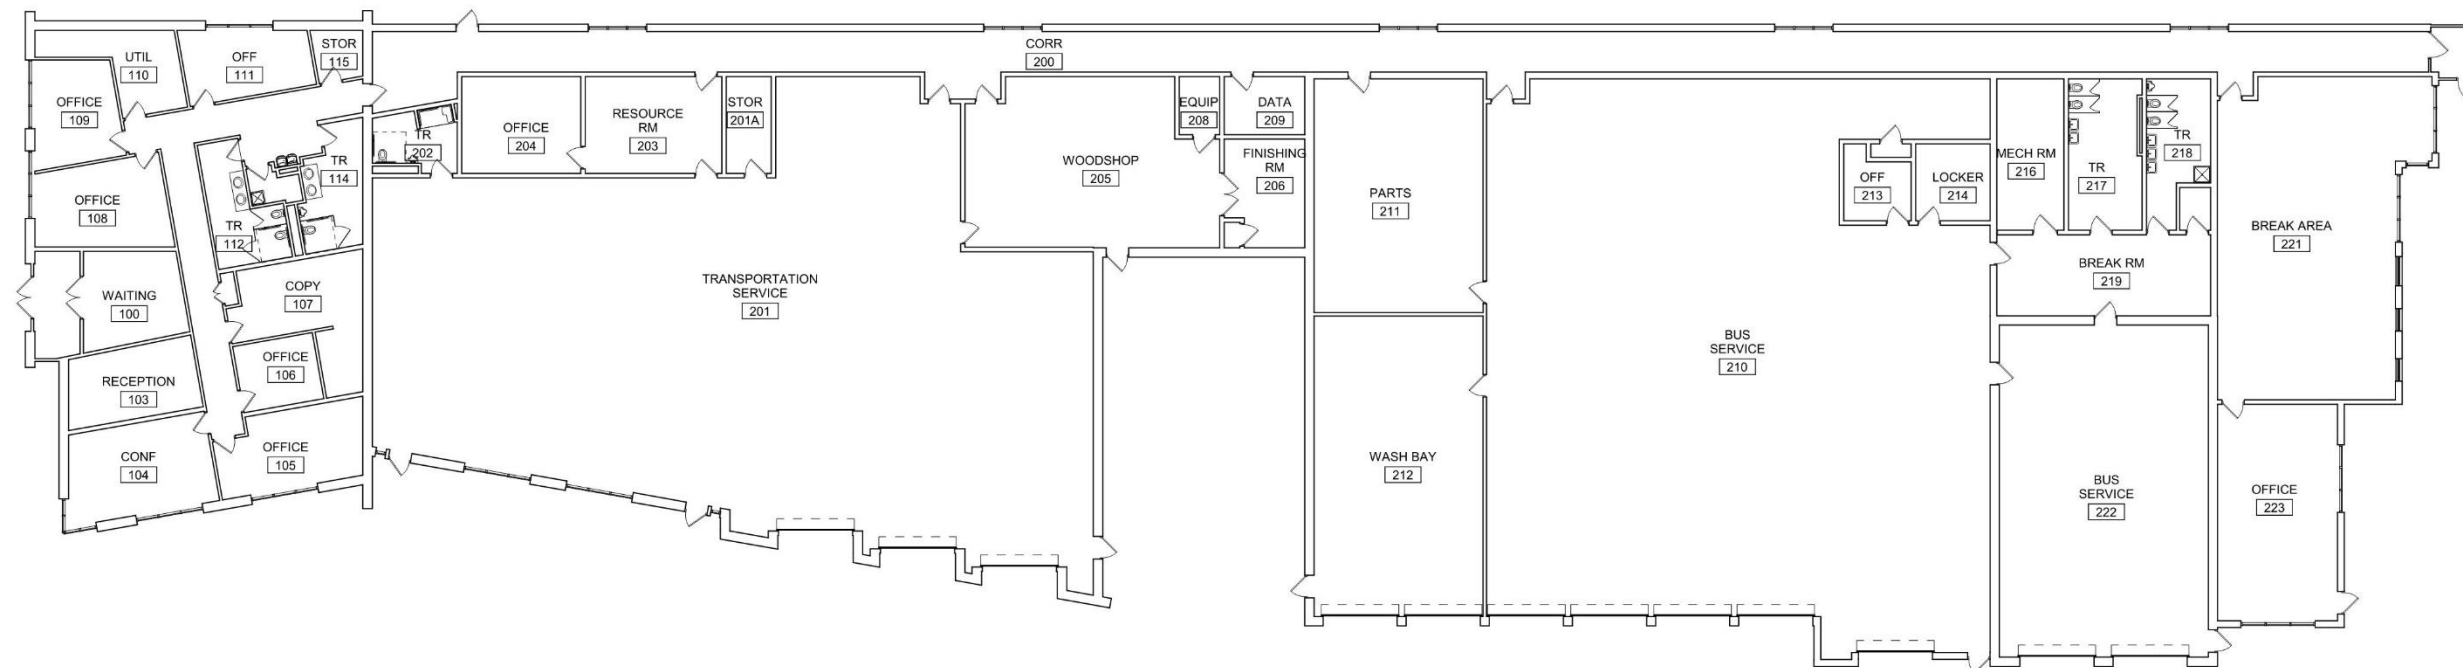 UTIL
110
OFF
111
STOR
115
OFFICE
109
OFFICE
108
TR
112
TR
114
WAITING
100
COPY
107
RECEPTION
103
OFFICE
106
CONF
104
OFFICE
105
CORR
200
TR
202
OFFICE
204
RESOURCE
RM
203
STOR
201A
TRANSPORTATION
SERVICE
201
WOODSHOP
205
EQUIP
208
DATA
209
FINISHING
RM
206
PARTS
211
WASH BAY
212
BUS
SERVICE
210
OFF
213
LOCKER
214
MECH RM
216
TR
217
TR
218
BREAK RM
219
BREAK AREA
221
BUS
SERVICE
222
OFFICE
223